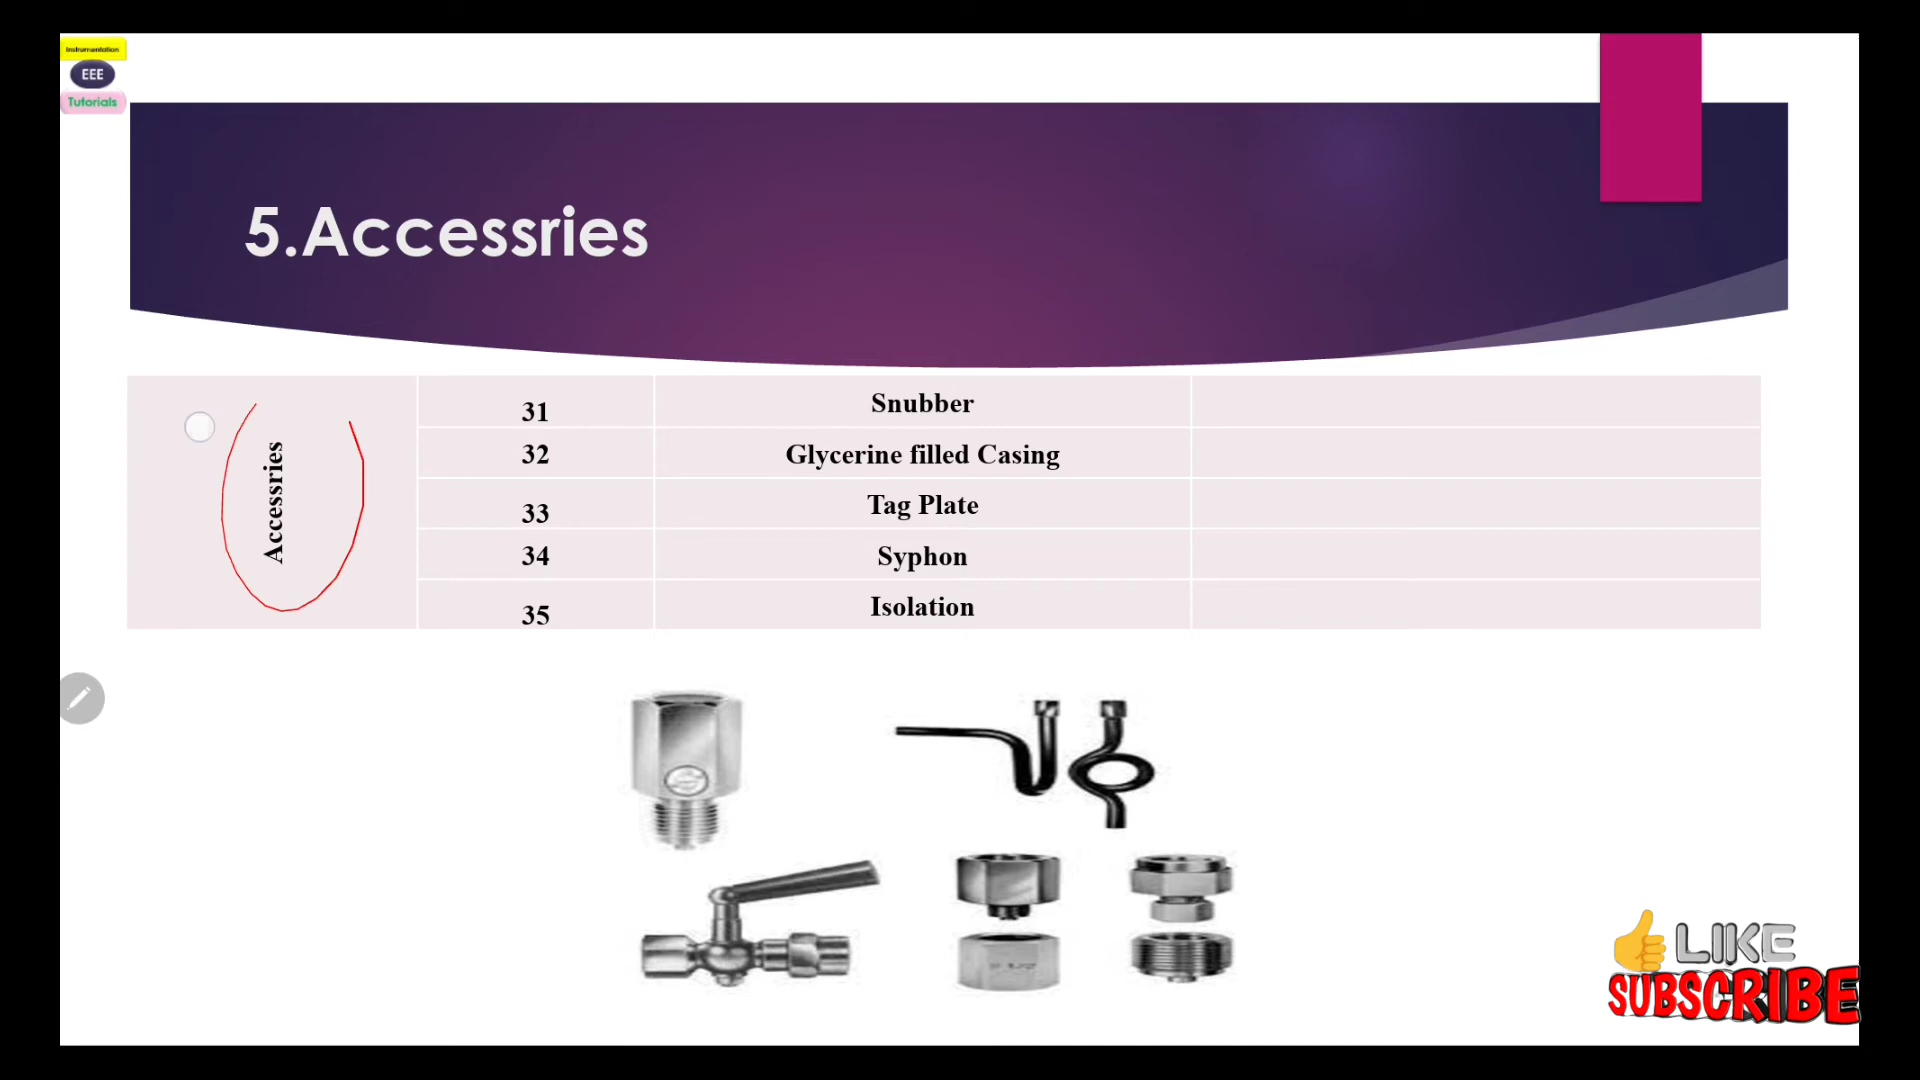 Instrumentation
EEE
Tutorials
5.Accessries
Accessries
31 Snubber
32 Glycerine filled Casing
33 Tag Plate
34 Syphon
35 Isolation
LIKE
SUBSCRIBE